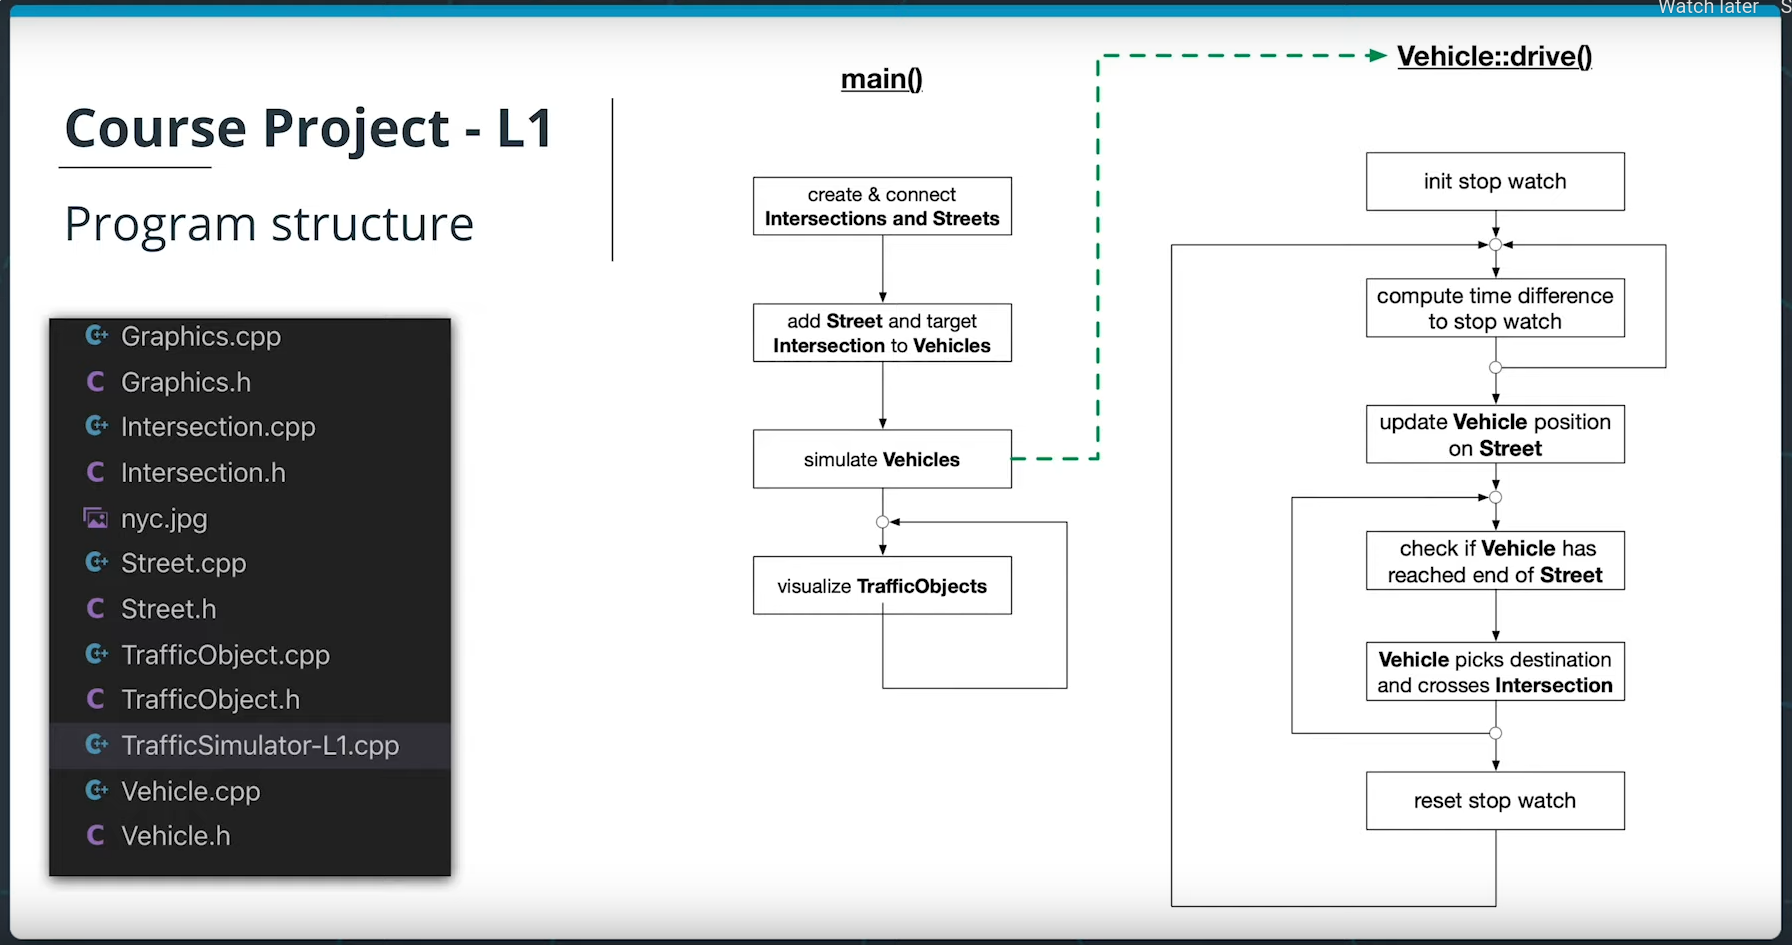 Watch later
S
Course Project - L1
Program structure
Graphics.cpp
Graphics.h
Intersection.cpp
Intersection.h
nyc.jpg
Street.cpp
Street.h
TrafficObject.cpp
TrafficObject.h
TrafficSimulator-L1.cpp
Vehicle.cpp
Vehicle.h
main()
create & connect
Intersections and Streets
add Street and target
Intersection to Vehicles
simulate Vehicles
visualize TrafficObjects
Vehicle::drive()
init stop watch
compute time difference
to stop watch
update Vehicle position
on Street
check if Vehicle has
reached end of Street
Vehicle picks destination
and crosses Intersection
reset stop watch